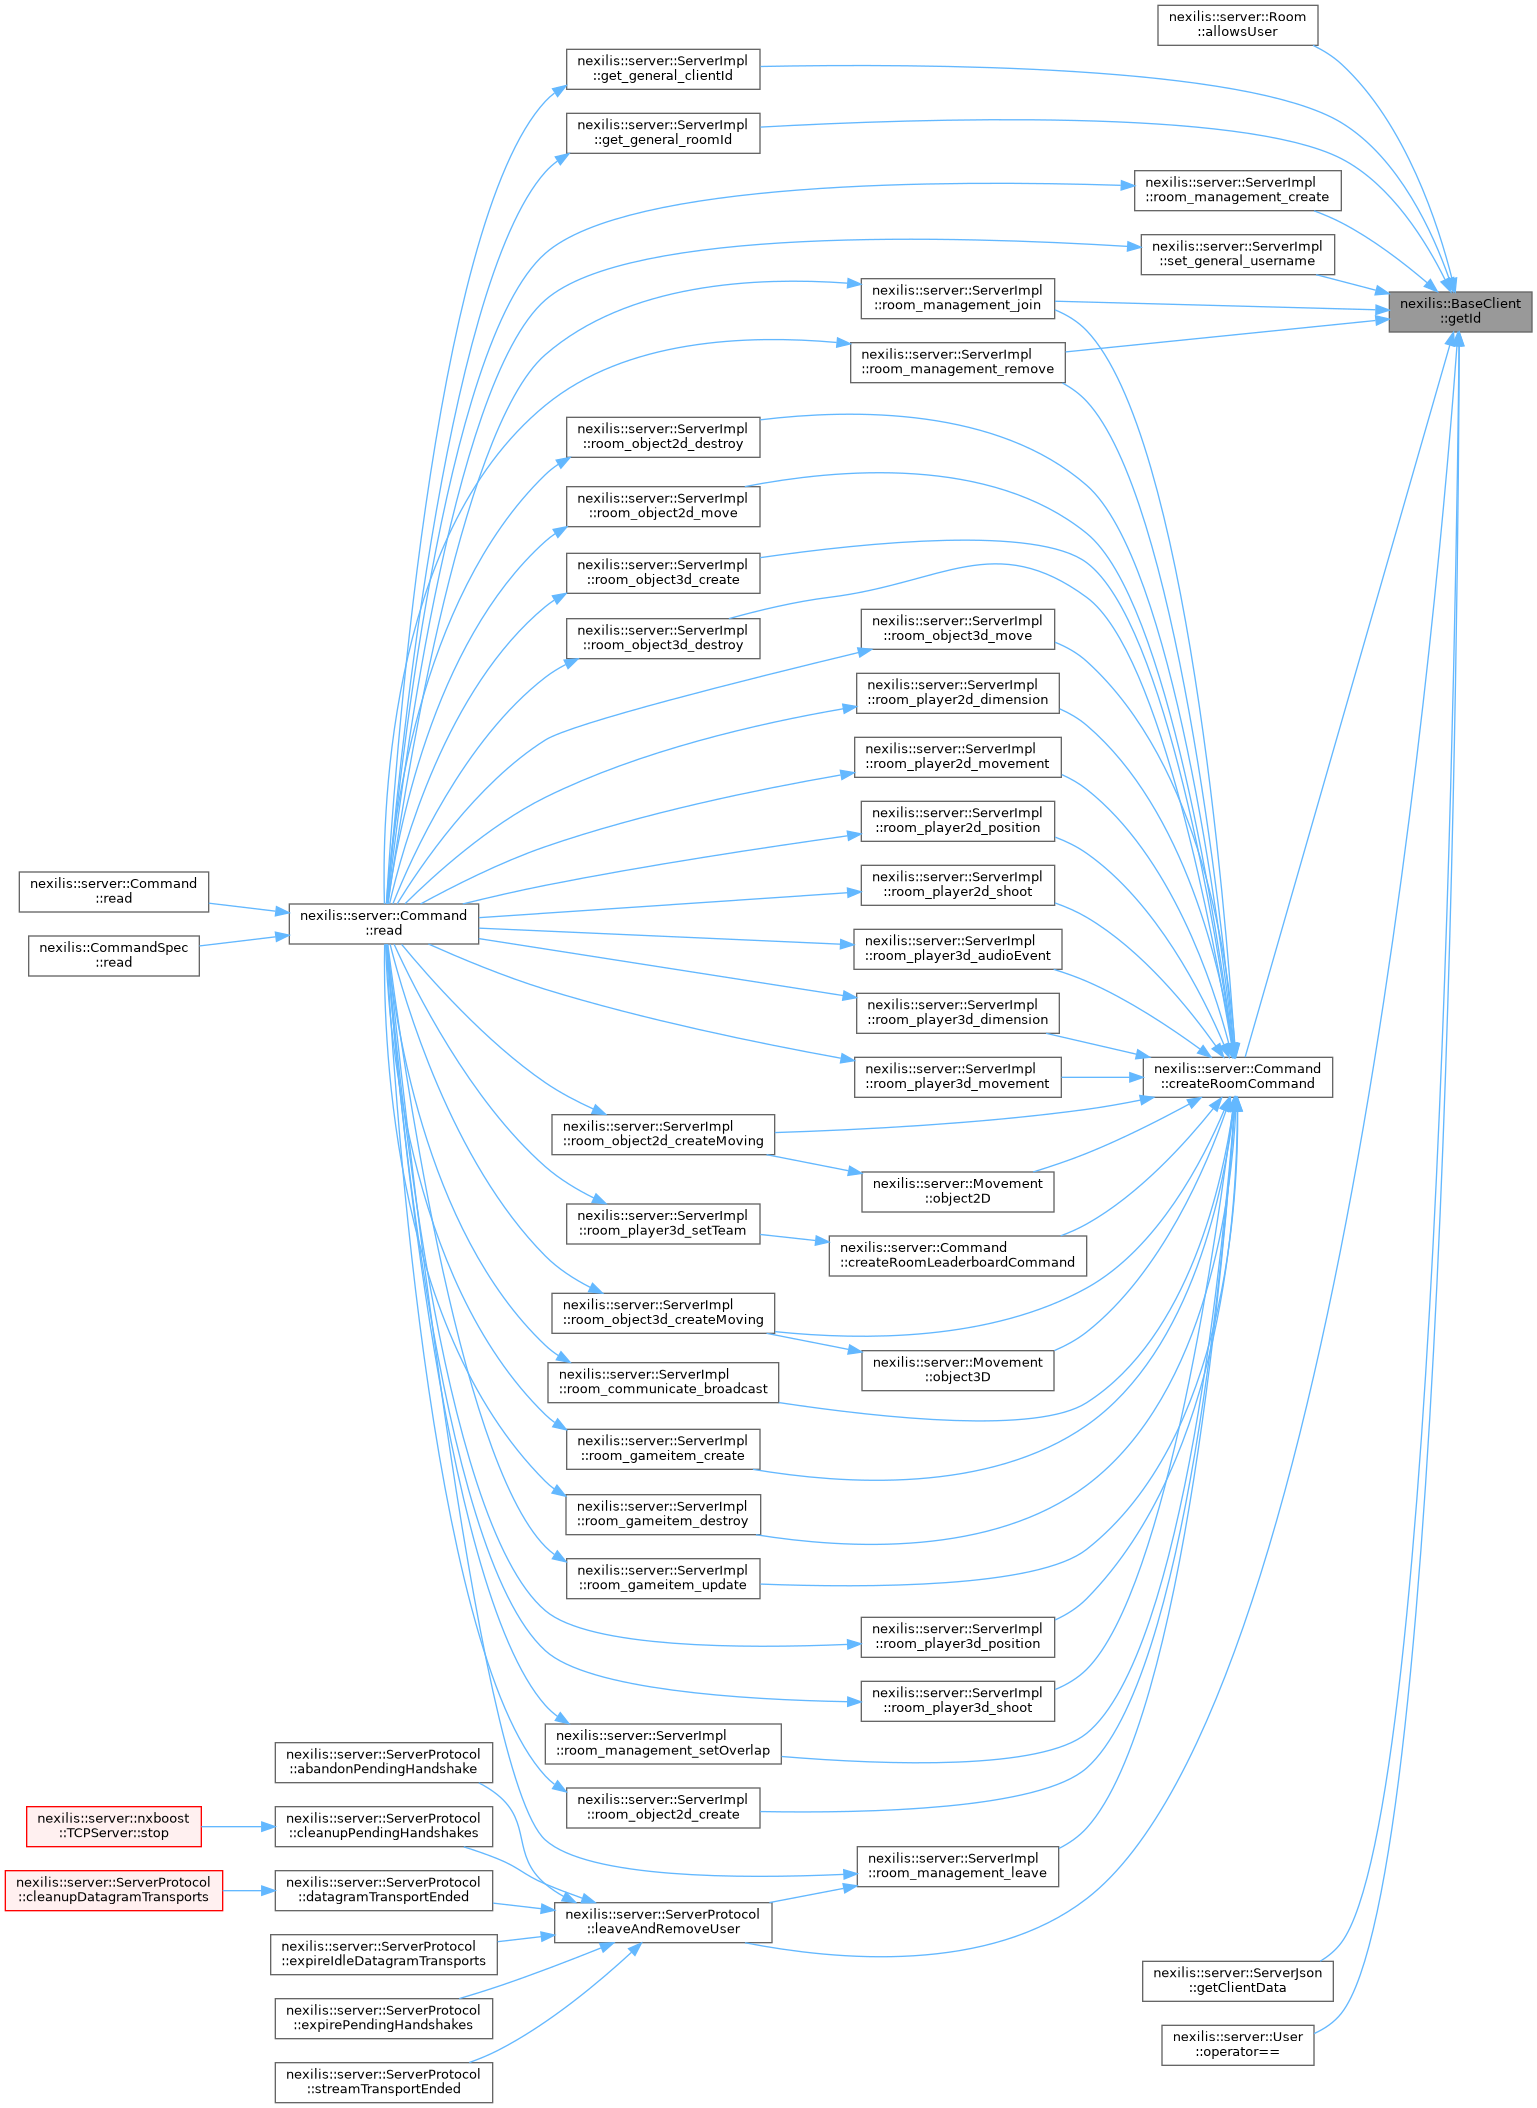 nexilis::server::Room
::allowsUser
nexilis::server::ServerImpl
::get_general_clientId
nexilis::server::ServerImpl
::get_general_roomId
nexilis::server::ServerImpl
::room_management_create
nexilis::server::ServerImpl
::set_general_username
nexilis::server::ServerImpl
::room_management_join
nexilis::BaseClient
::getId
nexilis::server::ServerImpl
::room_management_remove
nexilis::server::ServerImpl
::room_object2d_destroy
nexilis::server::ServerImpl
::room_object2d_move
nexilis::server::ServerImpl
::room_object3d_create
nexilis::server::ServerImpl
::room_object3d_destroy
nexilis::server::ServerImpl
::room_object3d_move
nexilis::server::ServerImpl
::room_player2d_dimension
nexilis::server::ServerImpl
::room_player2d_movement
nexilis::server::ServerImpl
::room_player2d_position
nexilis::server::ServerImpl
::room_player2d_shoot
nexilis::server::Command
::read
nexilis::server::Command
::read
nexilis::CommandSpec
::read
nexilis::server::ServerImpl
::room_player3d_audioEvent
nexilis::server::ServerImpl
::room_player3d_dimension
nexilis::server::ServerImpl
::room_player3d_movement
nexilis::server::Command
::createRoomCommand
nexilis::server::ServerImpl
::room_object2d_createMoving
nexilis::server::Movement
::object2D
nexilis::server::ServerImpl
::room_player3d_setTeam
nexilis::server::Command
::createRoomLeaderboardCommand
nexilis::server::ServerImpl
::room_object3d_createMoving
nexilis::server::Movement
::object3D
nexilis::server::ServerImpl
::room_communicate_broadcast
nexilis::server::ServerImpl
::room_gameitem_create
nexilis::server::ServerImpl
::room_gameitem_destroy
nexilis::server::ServerImpl
::room_gameitem_update
nexilis::server::ServerImpl
::room_player3d_position
nexilis::server::ServerImpl
::room_player3d_shoot
nexilis::server::ServerImpl
::room_management_setOverlap
nexilis::server::ServerProtocol
::abandonPendingHandshake
nexilis::server::ServerImpl
::room_object2d_create
nexilis::server::nxboost
::TCPServer::stop
nexilis::server::ServerProtocol
::cleanupPendingHandshakes
nexilis::server::ServerImpl
::room_management_leave
nexilis::server::ServerProtocol
::cleanupDatagramTransports
nexilis::server::ServerProtocol
::datagramTransportEnded
nexilis::server::ServerProtocol
::leaveAndRemoveUser
nexilis::server::ServerProtocol
::expireIdleDatagramTransports
nexilis::server::ServerJson
::getClientData
nexilis::server::ServerProtocol
::expirePendingHandshakes
nexilis::server::User
::operator==
nexilis::server::ServerProtocol
::streamTransportEnded